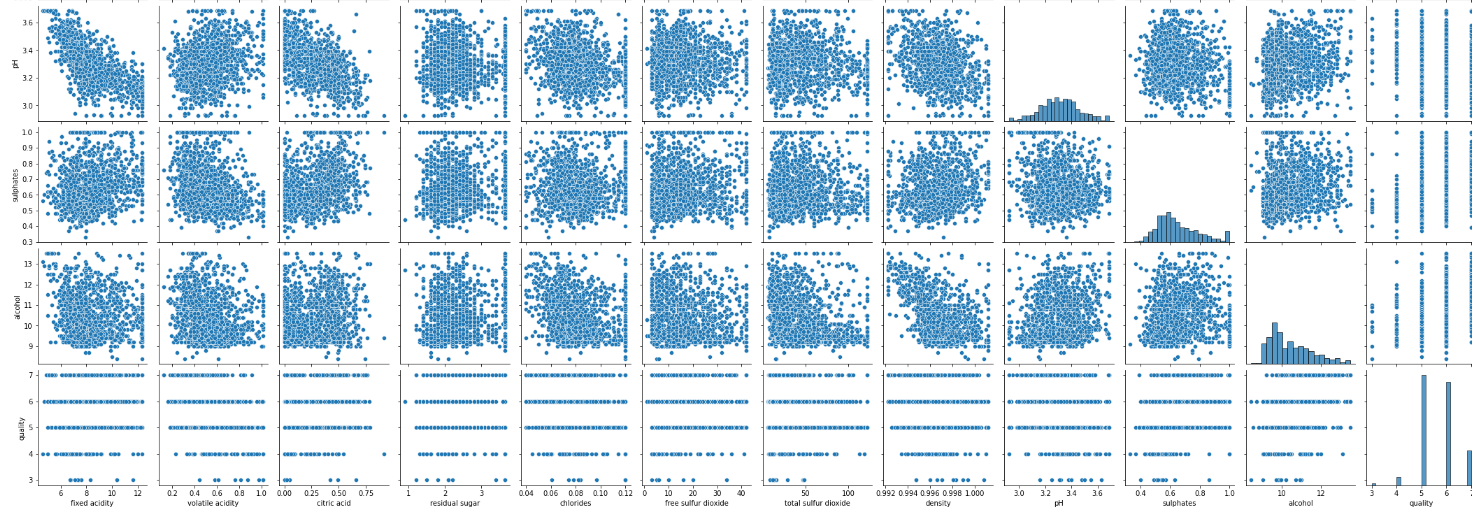 3.6
3.4
3.2
3.0
pH
1.0
0.9
0.8
0.7
0.6
0.5
0.4
0.3
sulphates
13
12
11
10
9
alcohol
7
6
5
4
3
quality
6 8 10 12
0.2 0.4 0.6 0.8 1.0
0.00 0.25 0.50 0.75
1 2 3
0.04 0.06 0.08 0.10 0.12
0 10 20 30 40
50 100
0.992 0.994 0.996 0.998 1.000
3.0 3.2 3.4 3.6
0.4 0.6 0.8 1.0
10 12
3 4 5 6 7
fixed acidity
volatile acidity
citric acid
residual sugar
chlorides
free sulfur dioxide
total sulfur dioxide
density
pH
sulphates
alcohol
quality